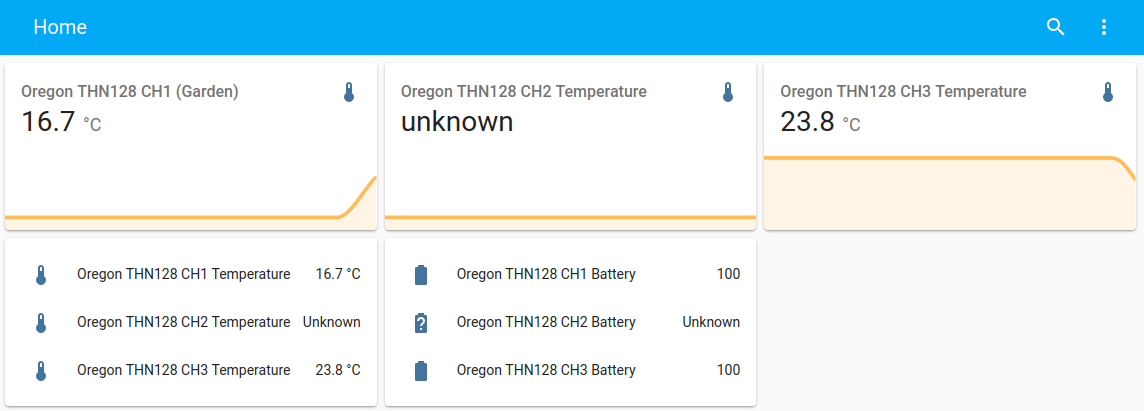 Home
Oregon THN128 CH1 (Garden)
16.7 °C
Oregon THN128 CH2 Temperature
unknown
Oregon THN128 CH3 Temperature
23.8 °C
Oregon THN128 CH1 Temperature 16.7 °C
Oregon THN128 CH2 Temperature Unknown
Oregon THN128 CH3 Temperature 23.8 °C
Oregon THN128 CH1 Battery 100
Oregon THN128 CH2 Battery Unknown
Oregon THN128 CH3 Battery 100